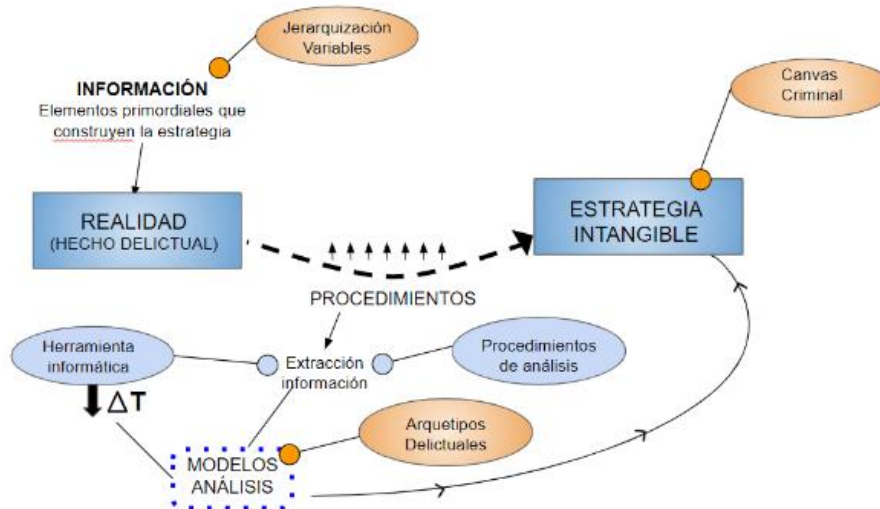 Jerarquización
Variables
INFORMACIÓN
Elementos primordiales que
construyen la estrategia
Canvas
Criminal
REALIDAD
(HECHO DELICTUAL)
ESTRATEGIA
INTANGIBLE
PROCEDIMIENTOS
Herramienta
informática
Extracción
información
Procedimientos
de análisis
ΔT
Arquetipos
Delictuales
MODELOS
ANÁLISIS